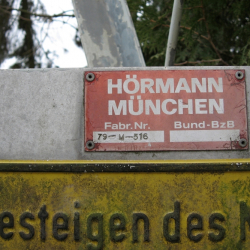 HÖRMANN
MÜNCHEN
Fabr.Nr. Bund-BzB
79-M-516
esteigen des